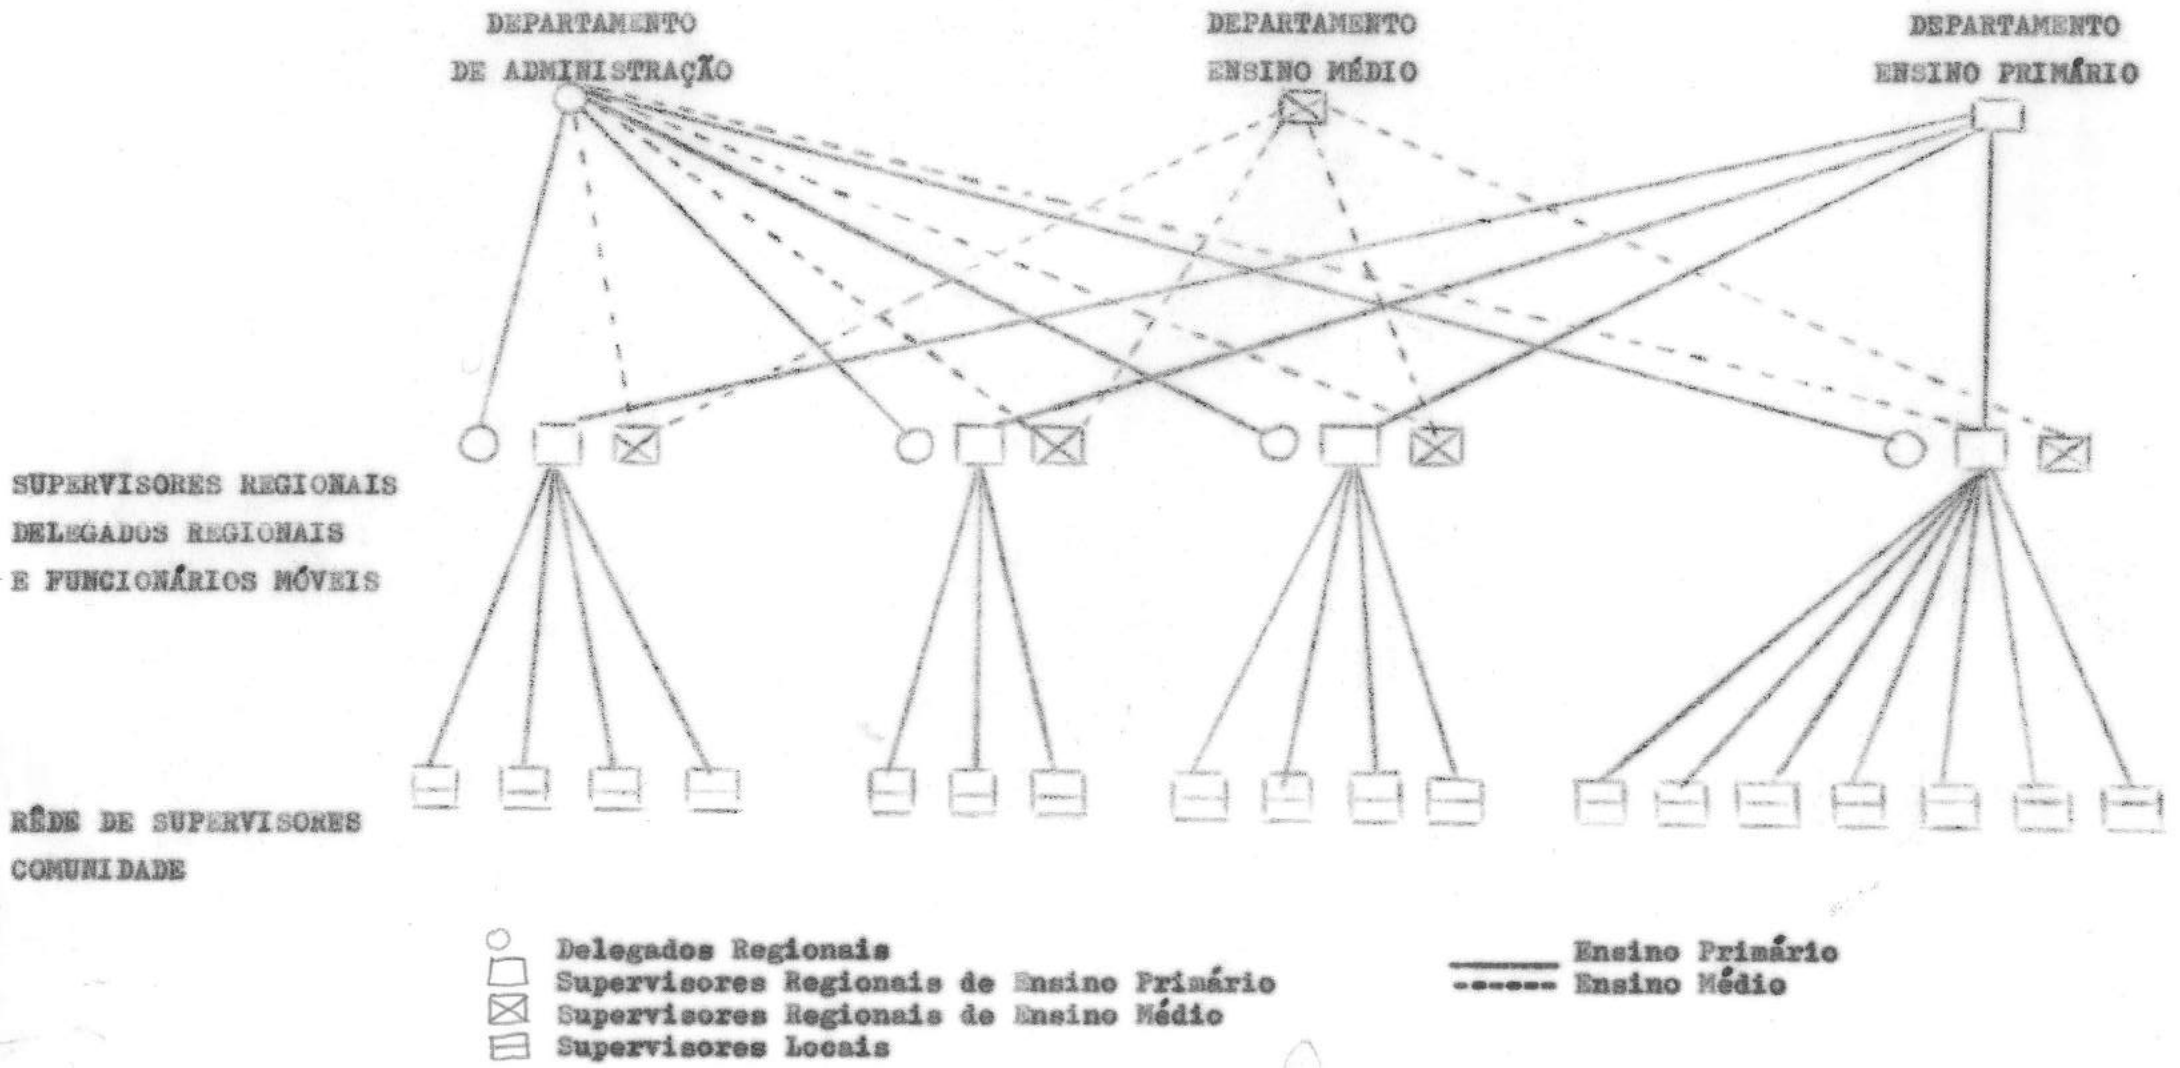 DEPARTAMENTO
DE ADMINISTRAÇÃO
DEPARTAMENTO
ENSINO MÉDIO
DEPARTAMENTO
ENSINO PRIMÁRIO
SUPERVISORES REGIONAIS
DELEGADOS REGIONAIS
E FUNCIONÁRIOS MÓVEIS
RÊDE DE SUPERVISORES
COMUNIDADE
Delegados Regionais
Supervisores Regionais de Ensino Primário
Supervisores Regionais de Ensino Médio
Supervisores Locais
Ensino Primário
Ensino Médio